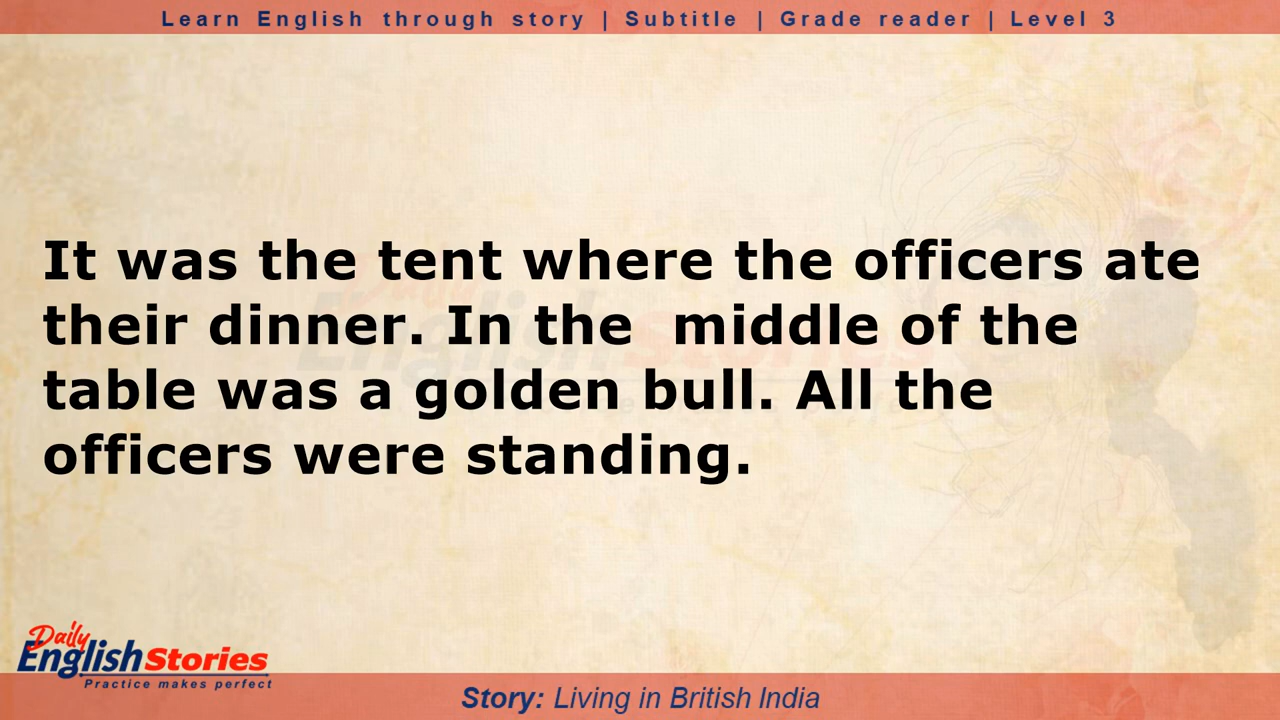 Learn English through story | Subtitle | Grade reader | Level 3
It was the tent where the officers ate
their dinner. In the  middle of the
table was a golden bull. All the
officers were standing.
Daily
English Stories
Practice makes perfect
Story: Living in British India